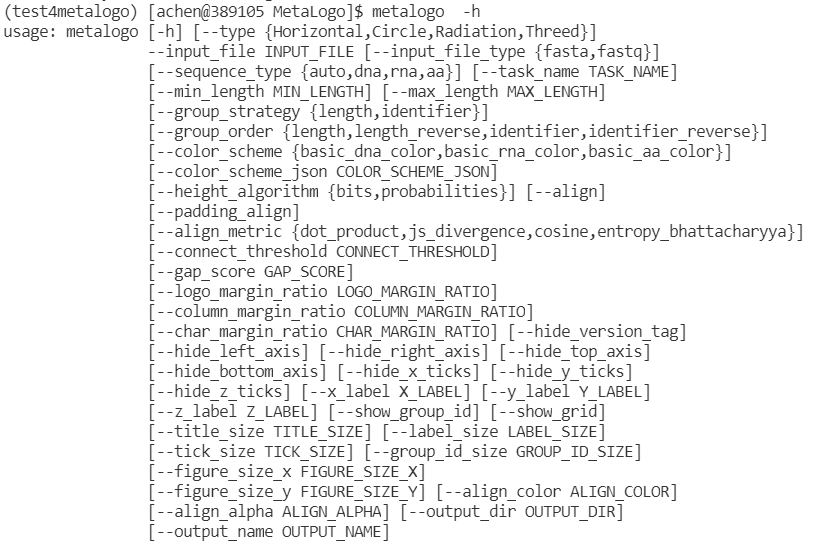 (test4metalogo) [achen@389105 MetaLogo]$ metalogo  -h
usage: metalogo [-h] [--type {Horizontal,Circle,Radiation,Threed}]
                --input_file INPUT_FILE [--input_file_type {fasta,fastq}]
                [--sequence_type {auto,dna,rna,aa}] [--task_name TASK_NAME]
                [--min_length MIN_LENGTH] [--max_length MAX_LENGTH]
                [--group_strategy {length,identifier}]
                [--group_order {length,length_reverse,identifier,identifier_reverse}]
                [--color_scheme {basic_dna_color,basic_rna_color,basic_aa_color}]
                [--color_scheme_json COLOR_SCHEME_JSON]
                [--height_algorithm {bits,probabilities}] [--align]
                [--padding_align]
                [--align_metric {dot_product,js_divergence,cosine,entropy_bhattacharyya}]
                [--connect_threshold CONNECT_THRESHOLD]
                [--gap_score GAP_SCORE]
                [--logo_margin_ratio LOGO_MARGIN_RATIO]
                [--column_margin_ratio COLUMN_MARGIN_RATIO]
                [--char_margin_ratio CHAR_MARGIN_RATIO] [--hide_version_tag]
                [--hide_left_axis] [--hide_right_axis] [--hide_top_axis]
                [--hide_bottom_axis] [--hide_x_ticks] [--hide_y_ticks]
                [--hide_z_ticks] [--x_label X_LABEL] [--y_label Y_LABEL]
                [--z_label Z_LABEL] [--show_group_id] [--show_grid]
                [--title_size TITLE_SIZE] [--label_size LABEL_SIZE]
                [--tick_size TICK_SIZE] [--group_id_size GROUP_ID_SIZE]
                [--figure_size_x FIGURE_SIZE_X]
                [--figure_size_y FIGURE_SIZE_Y] [--align_color ALIGN_COLOR]
                [--align_alpha ALIGN_ALPHA] [--output_dir OUTPUT_DIR]
                [--output_name OUTPUT_NAME]